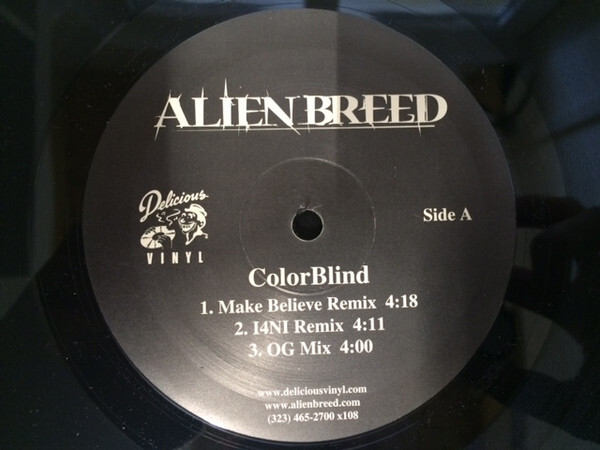 ALIEN BREED
Delicious
VINYL
Side A
ColorBlind
1. Make Believe Remix 4:18
2. I4NI Remix 4:11
3. OG Mix 4:00
www.deliciousvinyl.com
www.alienbreed.com
(323) 465-2700 x108